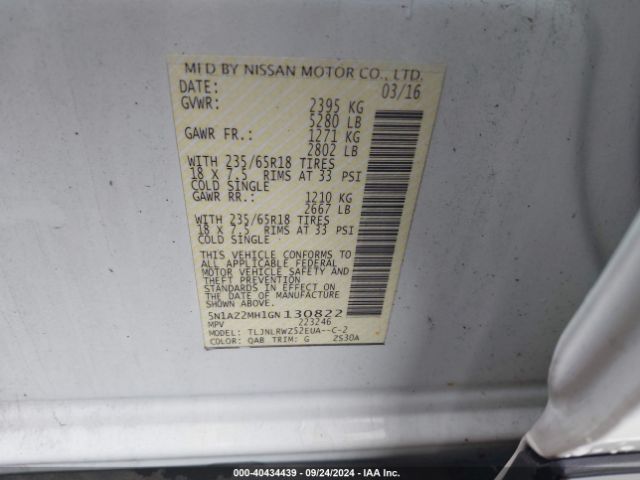 MFD BY NISSAN MOTOR CO., LTD.
DATE: 03/16
GVWR: 2395 KG
5280 LB
GAWR FR.: 1271 KG
2802 LB
WITH 235/65R18 TIRES
18 X 7.5 RIMS AT 33 PSI
COLD SINGLE
GAWR RR.: 1210 KG
2667 LB
WITH 235/65R18 TIRES
18 X 7.5 RIMS AT 33 PSI
COLD SINGLE
THIS VEHICLE CONFORMS TO
ALL APPLICABLE FEDERAL
MOTOR VEHICLE SAFETY
AND THEFT PREVENTION
STANDARDS IN EFFECT ON
THE DATE OF MANUFACTURE
SHOWN ABOVE.
5N1AZ2MH1GN130822
MPV 223246
MODEL: TLJNLRWZ52EUA--C-2
COLOR: QAB TRIM: G ZS30A
000-40434439 - 09/24/2024 - IAA Inc.